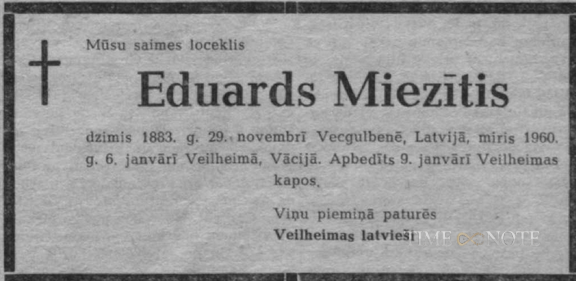 Mūsu saimes loceklis
Eduards Miezītis
dzimis 1883. g. 29. novembrī Vecgulbenē, Latvijā, miris 1960.
g. 6. janvārī Veilheimā, Vācijā. Apbedīts 9. janvārī Veilheimas
kapos.
Viņu piemiņā paturēs
Veilheimas latvieši
TIMENOTE